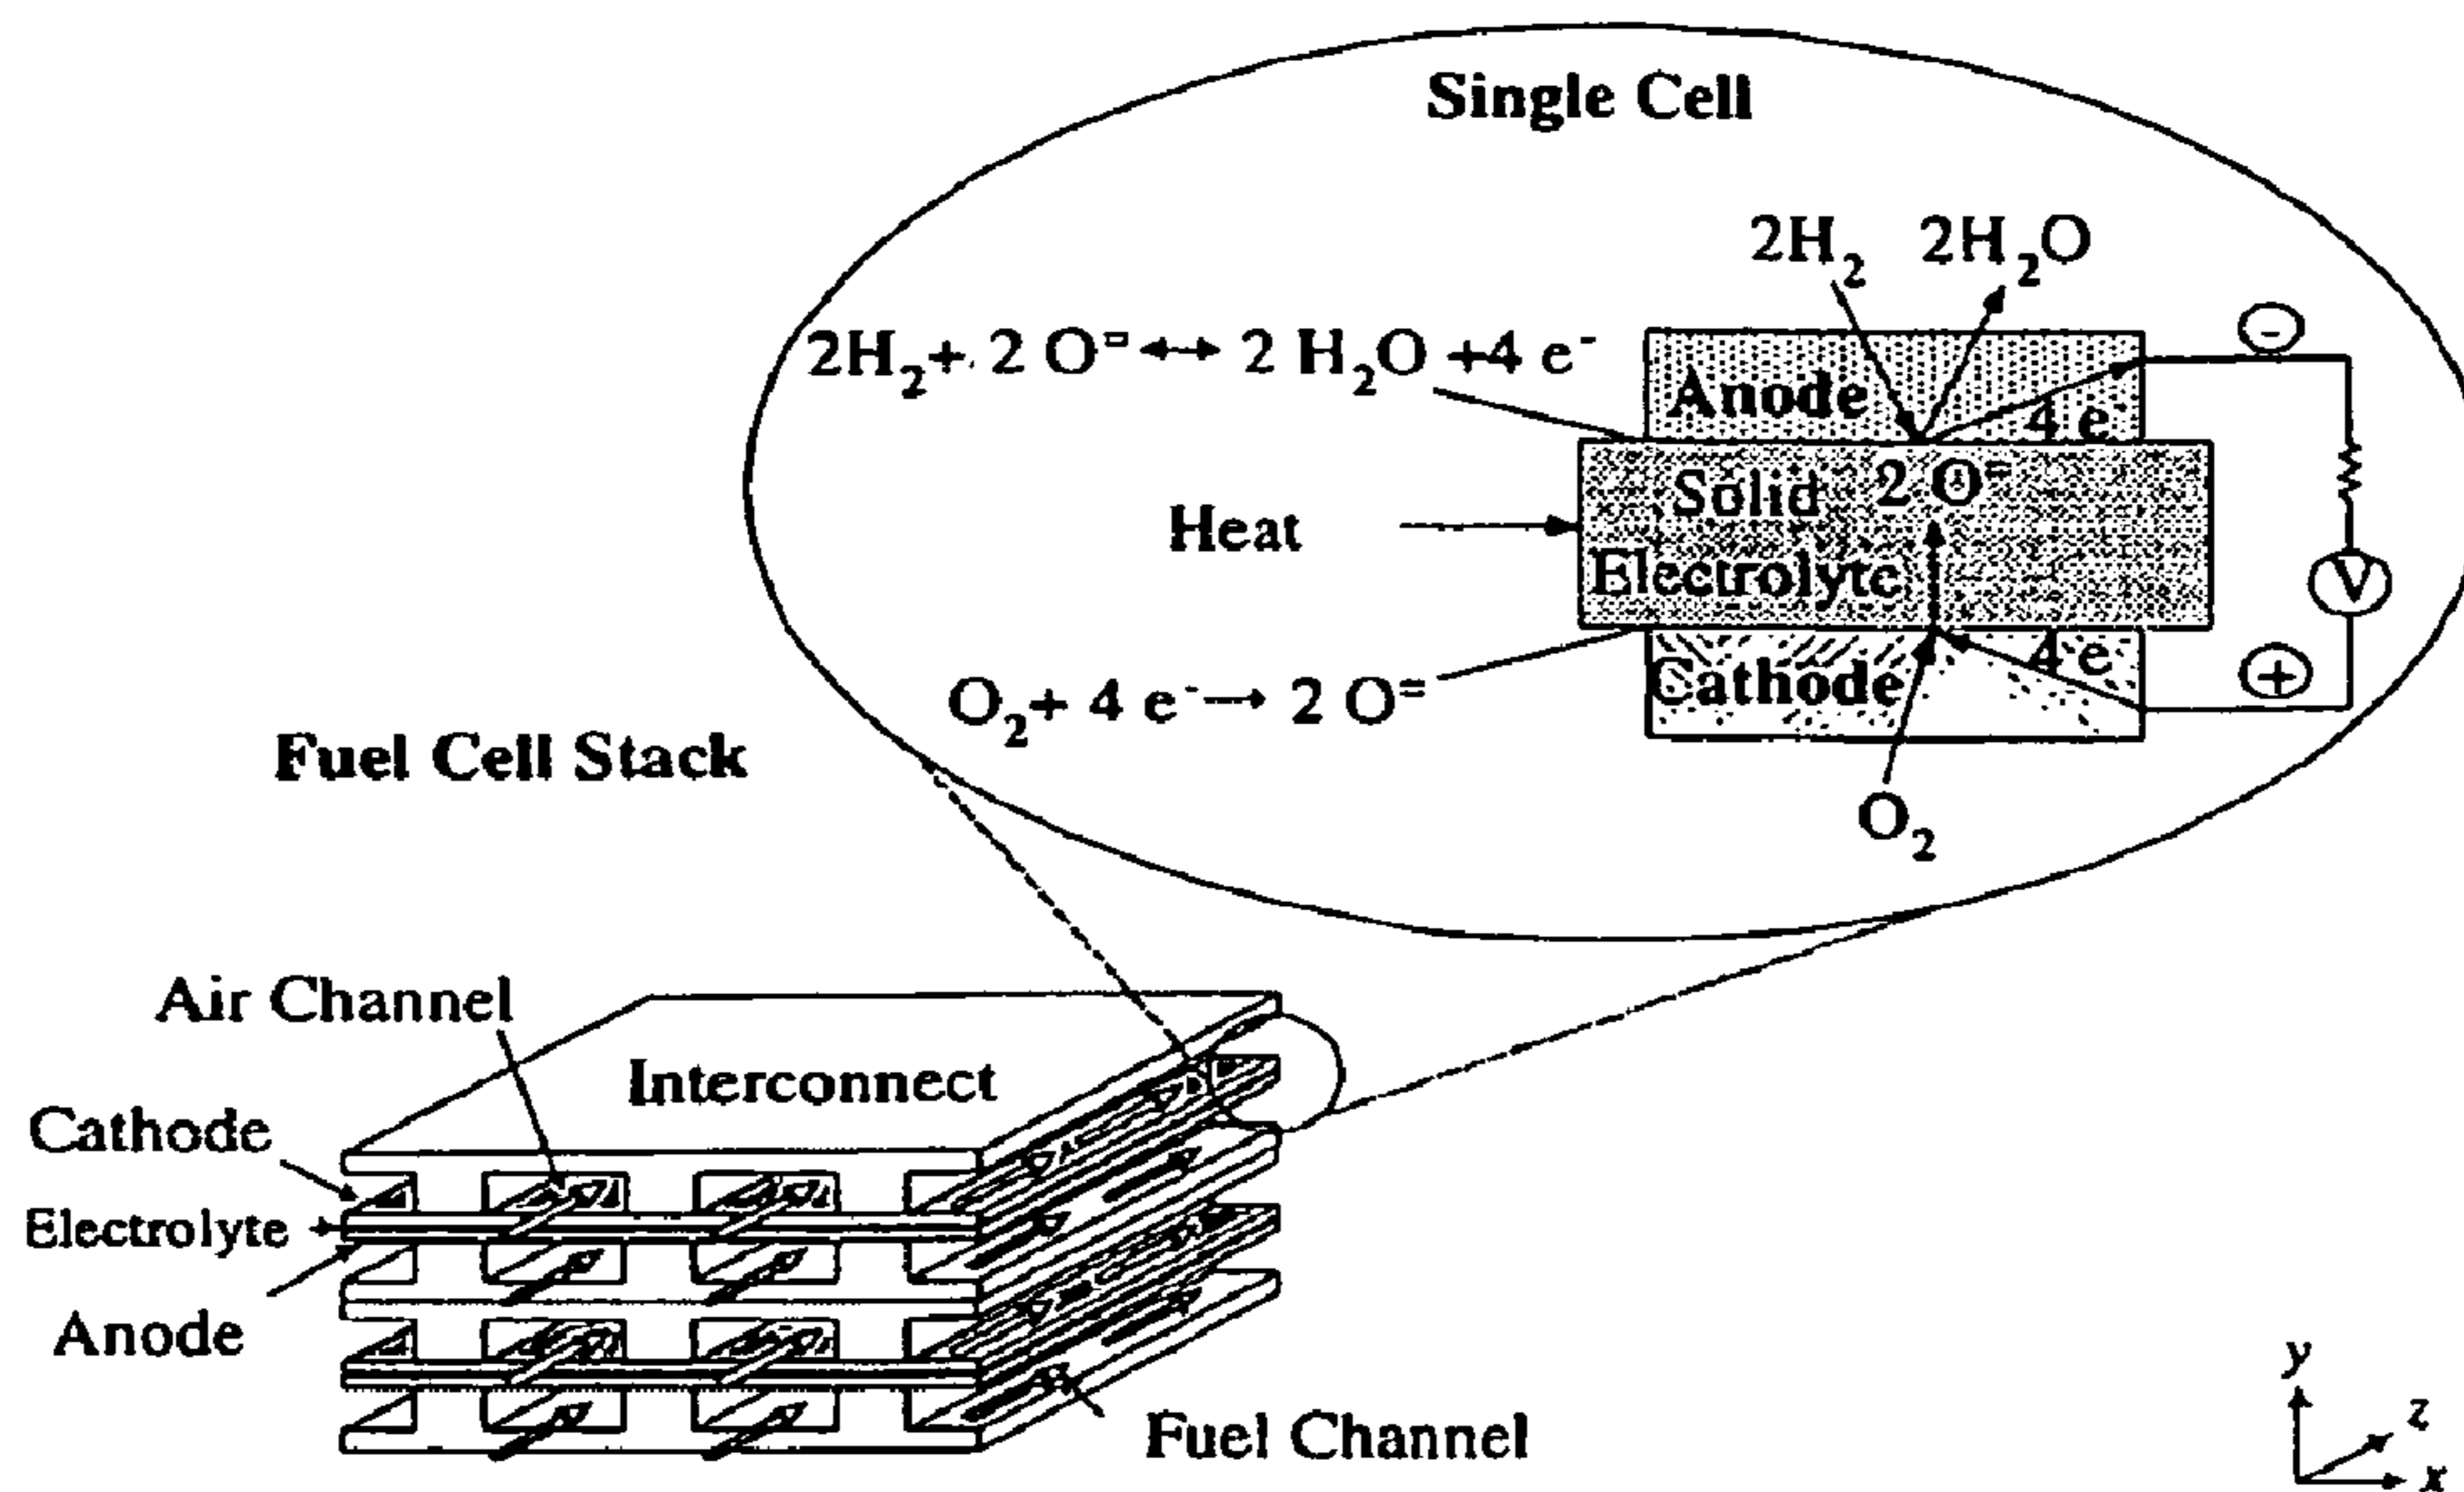 Single Cell
2H₂ 2H₂O
2H₂+ 2 O⁼ ↔ 2 H₂O +4 e⁻
-
Anode
4 e⁻
Solid 2 O⁼
Heat
Electrolyte
V
Cathode
4 e⁻
+
O₂+ 4 e⁻→ 2 O⁼
O₂
Fuel Cell Stack
Air Channel
Interconnect
Cathode
Electrolyte
Anode
Fuel Channel
y
z
x